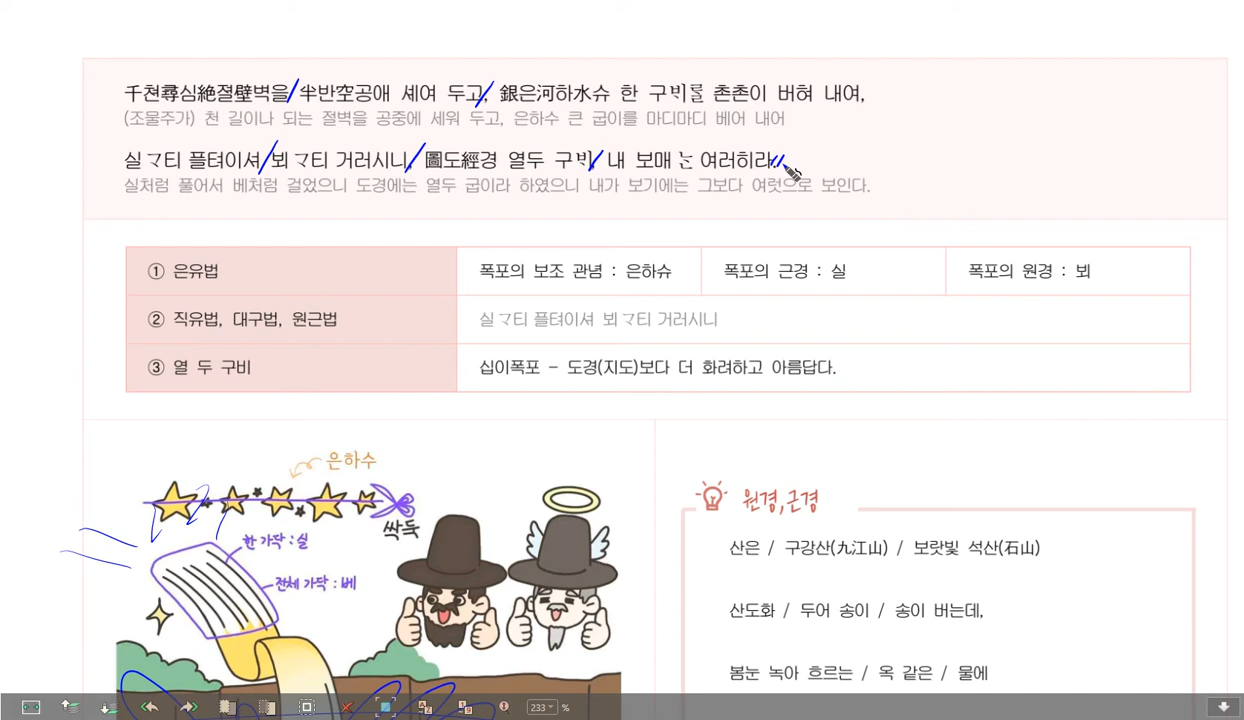 千쳔尋심絶졀壁벽을 半반空공애 셰여 두고, 銀은河하水슈 한 구ᄇᆡ를 촌촌이 버혀 내여,
(조물주가) 천 길이나 되는 절벽을 공중에 세워 두고, 은하수 큰 굽이를 마디마디 베어 내어
실ᄀᆞ티 플텨이셔 뵈ᄀᆞ티 거러시니, 圖도經경 열두 구ᄇᆡ, 내 보매ᄂᆞᆫ 여러히라.
실처럼 풀어서 베처럼 걸었으니 도경에는 열두 굽이라 하였으니 내가 보기에는 그보다 여럿으로 보인다.
① 은유법 폭포의 보조 관념 : 은하슈 폭포의 근경 : 실 폭포의 원경 : 뵈
② 직유법, 대구법, 원근법 실ᄀᆞ티 플텨이셔 뵈ᄀᆞ티 거러시니
③ 열 두 구비 십이폭포 - 도경(지도)보다 더 화려하고 아름답다.
은하수
싹둑
한 가닥 : 실
전체 가닥 : 베
원경, 근경
산은 / 구강산(九江山) / 보랏빛 석산(石山)
산도화 / 두어 송이 / 송이 버는데,
봄눈 녹아 흐르는 / 옥 같은 / 물에
233 %